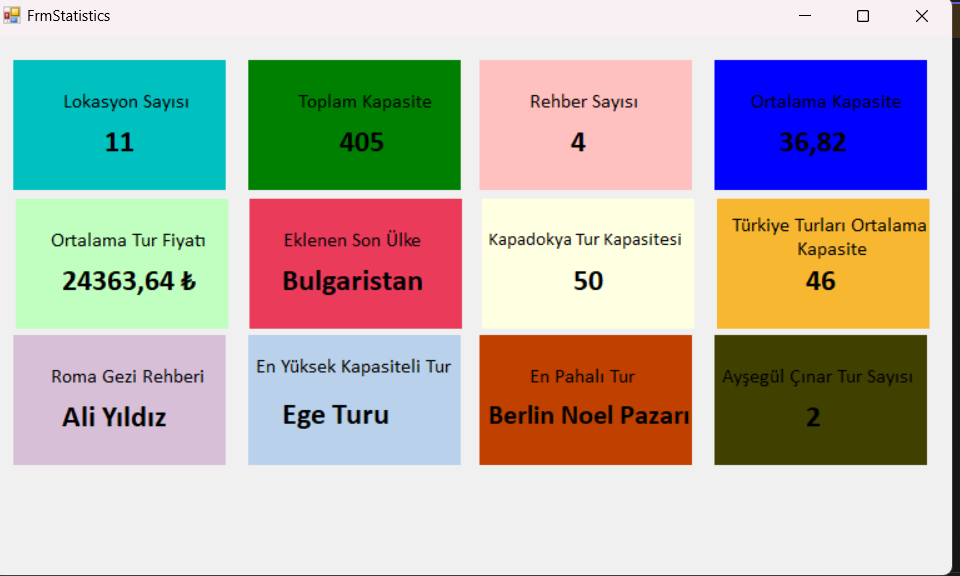 FrmStatistics
Lokasyon Sayısı
11
Toplam Kapasite
405
Rehber Sayısı
4
Ortalama Kapasite
36,82
Ortalama Tur Fiyatı
24363,64 ₺
Eklenen Son Ülke
Bulgaristan
Kapadokya Tur Kapasitesi
50
Türkiye Turları Ortalama
Kapasite
46
Roma Gezi Rehberi
Ali Yıldız
En Yüksek Kapasiteli Tur
Ege Turu
En Pahalı Tur
Berlin Noel Pazarı
Ayşegül Çınar Tur Sayısı
2